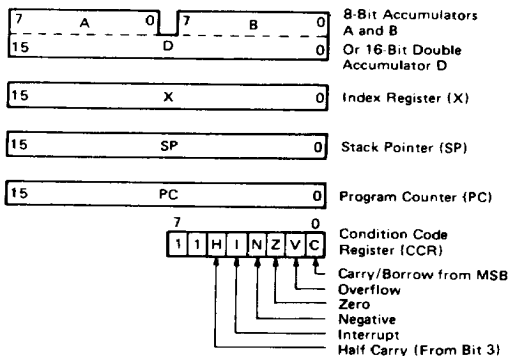 7 A 0 7 B 0 8-Bit Accumulators
A and B
15 D 0 Or 16-Bit Double
Accumulator D
15 X 0 Index Register (X)
15 SP 0 Stack Pointer (SP)
15 PC 0 Program Counter (PC)
7 0
1 1 H I N Z V C Condition Code
Register (CCR)
Carry/Borrow from MSB
Overflow
Zero
Negative
Interrupt
Half Carry (From Bit 3)